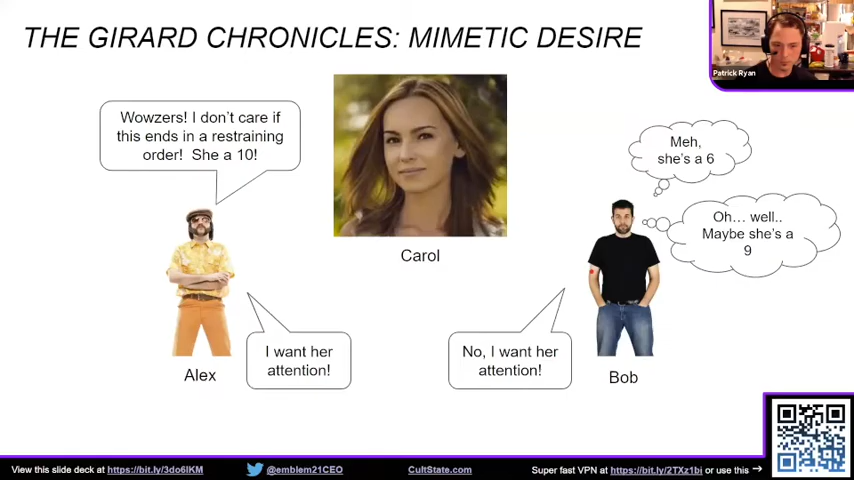 THE GIRARD CHRONICLES: MIMETIC DESIRE
Patrick Ryan
Wowzers! I don't care if
this ends in a restraining
order! She a 10!
Meh,
she's a 6
Oh... well..
Maybe she's a
9
Carol
I want her
attention!
No, I want her
attention!
Alex
Bob
View this slide deck at https://bit.ly/3do6IKM
@emblem21CEO
CultState.com
Super fast VPN at https://bit.ly/2TXz1bi or use this →